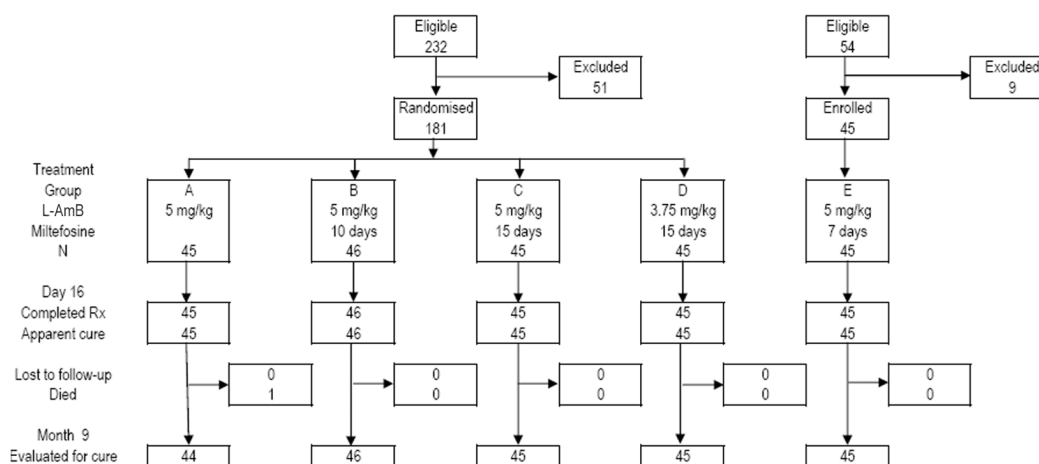 Eligible
232
Eligible
54
Excluded
51
Excluded
9
Randomised
181
Enrolled
45
Treatment
Group
L-AmB
Miltefosine
N
A
5 mg/kg
45
B
5 mg/kg
10 days
46
C
5 mg/kg
15 days
45
D
3.75 mg/kg
15 days
45
E
5 mg/kg
7 days
45
Day 16
Completed Rx
Apparent cure
45
45
46
46
45
45
45
45
45
45
Lost to follow-up
Died
0
1
0
0
0
0
0
0
0
0
Month 9
Evaluated for cure
44
46
45
45
45